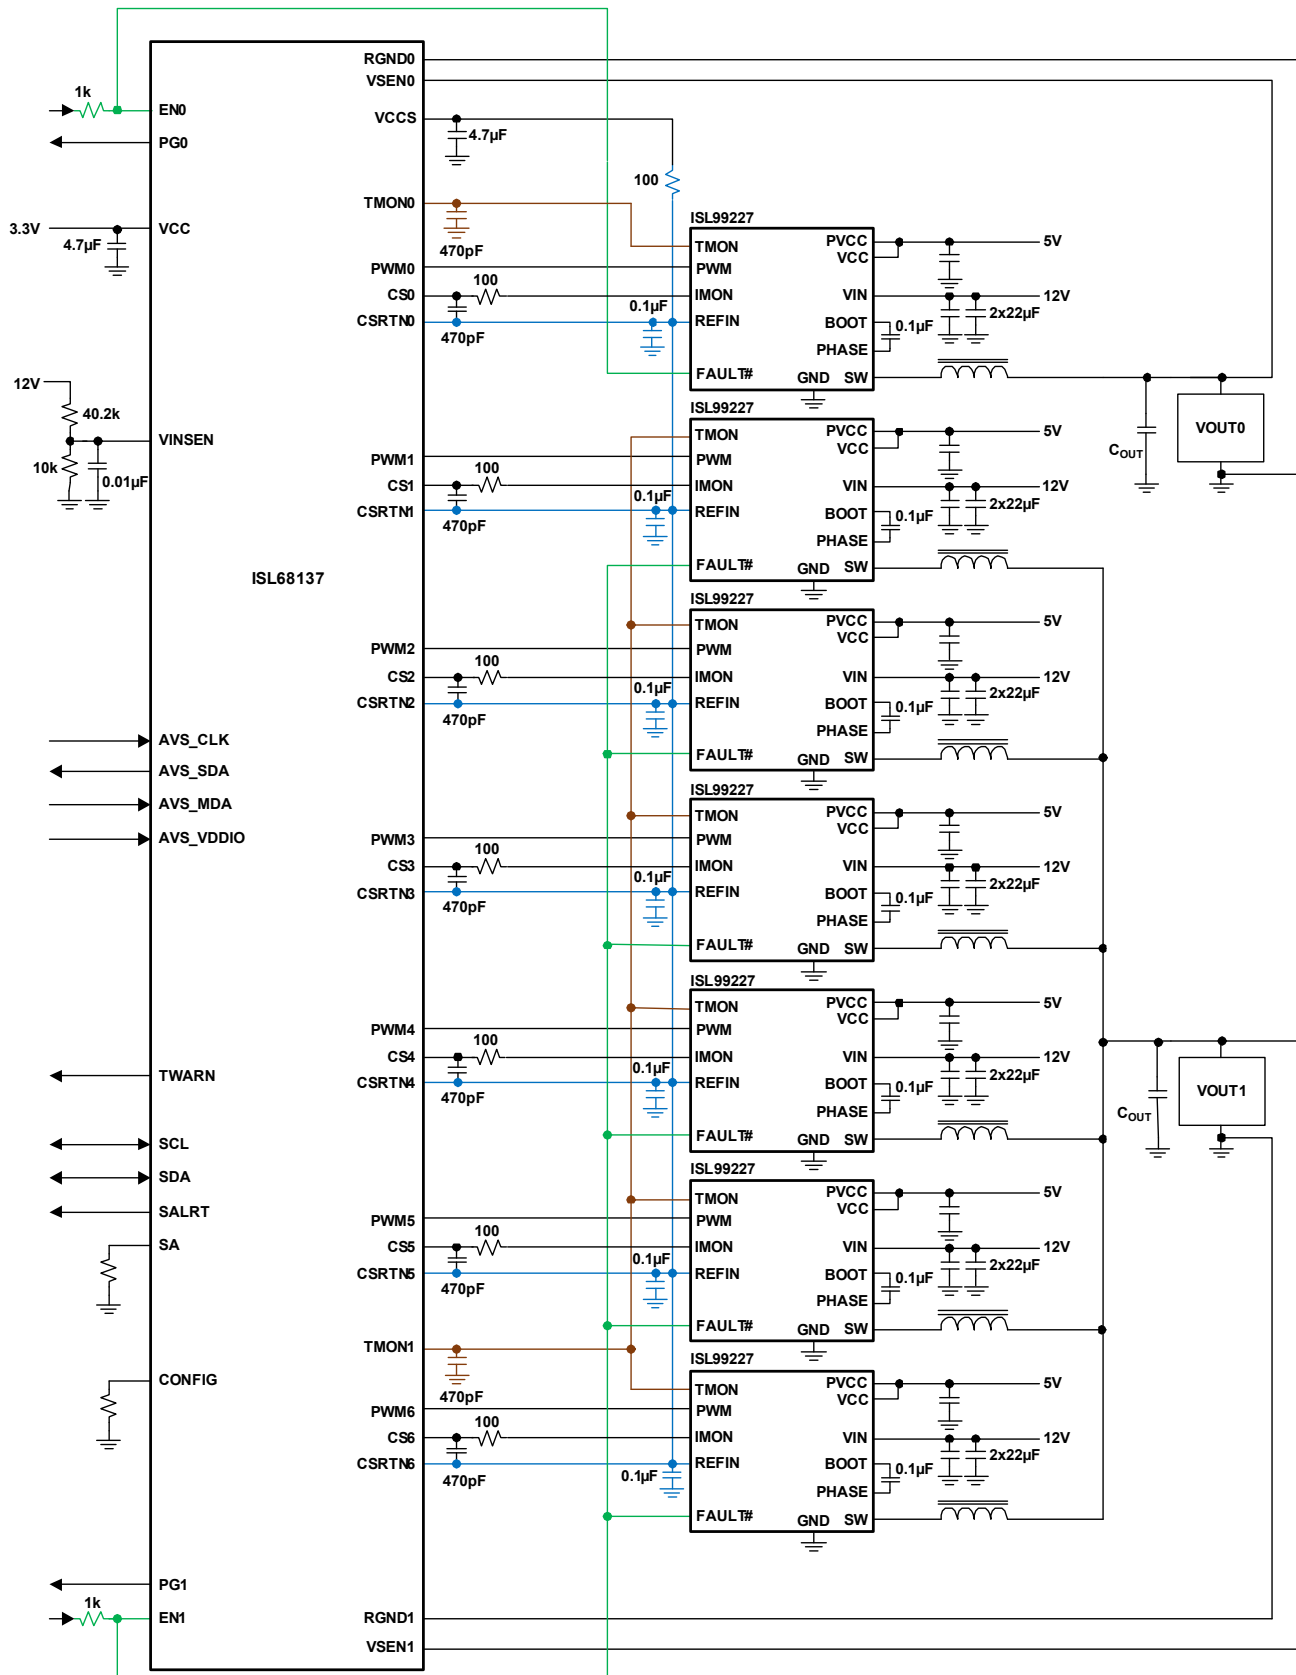 RGND0
VSEN0
1k
EN0
VCCS
4.7µF
PG0
100
TMON0
ISL99227
3.3V
VCC
4.7µF
470pF
TMON
PVCC
VCC
5V
PWM0
PWM
100
CS0
IMON
VIN
12V
0.1µF
2x22µF
CSRTN0
470pF
REFIN
BOOT
0.1µF
PHASE
FAULT#
GND
SW
12V
40.2k
VINSEN
10k
0.01µF
VOUT0
COUT
ISL99227
TMON
PVCC
VCC
5V
PWM1
PWM
100
CS1
IMON
VIN
12V
0.1µF
2x22µF
CSRTN1
470pF
REFIN
BOOT
0.1µF
PHASE
FAULT#
GND
SW
ISL68137
ISL99227
TMON
PVCC
VCC
5V
PWM2
PWM
100
CS2
IMON
VIN
12V
0.1µF
2x22µF
CSRTN2
470pF
REFIN
BOOT
0.1µF
PHASE
FAULT#
GND
SW
AVS_CLK
AVS_SDA
AVS_MDA
AVS_VDDIO
ISL99227
TMON
PVCC
VCC
5V
PWM3
PWM
100
CS3
IMON
VIN
12V
0.1µF
2x22µF
CSRTN3
470pF
REFIN
BOOT
0.1µF
PHASE
FAULT#
GND
SW
ISL99227
TMON
PVCC
VCC
5V
PWM4
PWM
100
CS4
IMON
VIN
12V
0.1µF
2x22µF
CSRTN4
470pF
REFIN
BOOT
0.1µF
PHASE
FAULT#
GND
SW
VOUT1
COUT
TWARN
SCL
SDA
SALRT
SA
ISL99227
TMON
PVCC
VCC
5V
PWM5
PWM
100
CS5
IMON
VIN
12V
0.1µF
2x22µF
CSRTN5
470pF
REFIN
BOOT
0.1µF
PHASE
FAULT#
GND
SW
TMON1
470pF
CONFIG
ISL99227
TMON
PVCC
VCC
5V
PWM6
PWM
100
CS6
IMON
VIN
12V
0.1µF
2x22µF
CSRTN6
470pF
REFIN
BOOT
0.1µF
PHASE
FAULT#
GND
SW
PG1
1k
EN1
RGND1
VSEN1